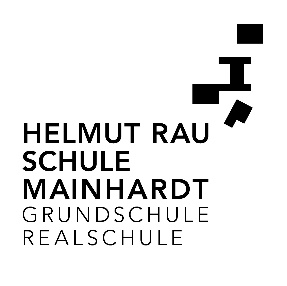 HELMUT RAU
SCHULE
MAINHARDT
GRUNDSCHULE
REALSCHULE